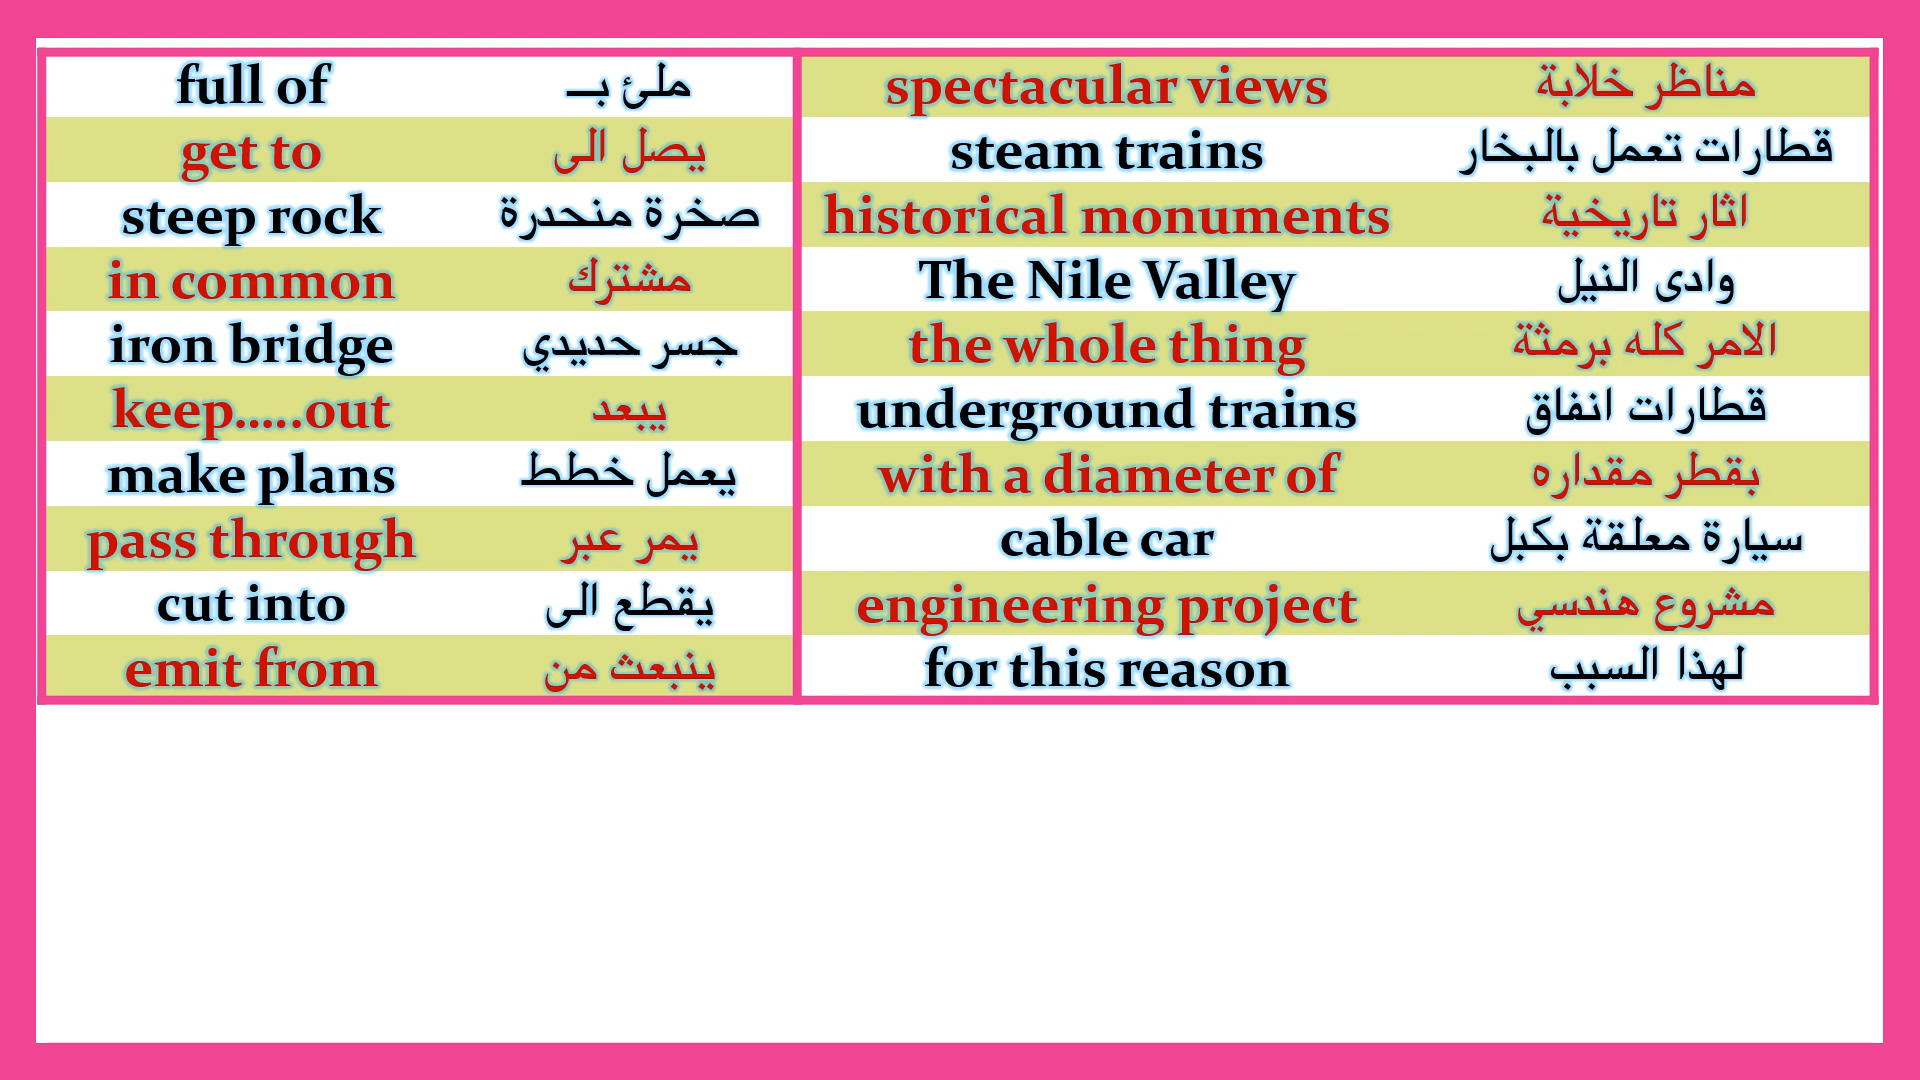 full of ملئ بـــ spectacular views مناظر خلابة
get to يصل الى steam trains قطارات تعمل بالبخار
steep rock صخرة منحدرة historical monuments اثار تاريخية
in common مشترك The Nile Valley وادى النيل
iron bridge جسر حديدي the whole thing الامر كله برمثة
keep.....out يبعد underground trains قطارات انفاق
make plans يعمل خطط with a diameter of بقطر مقداره
pass through يمر عبر cable car سيارة معلقة بكبل
cut into يقطع الى engineering project مشروع هندسي
emit from ينبعث من for this reason لهذا السبب